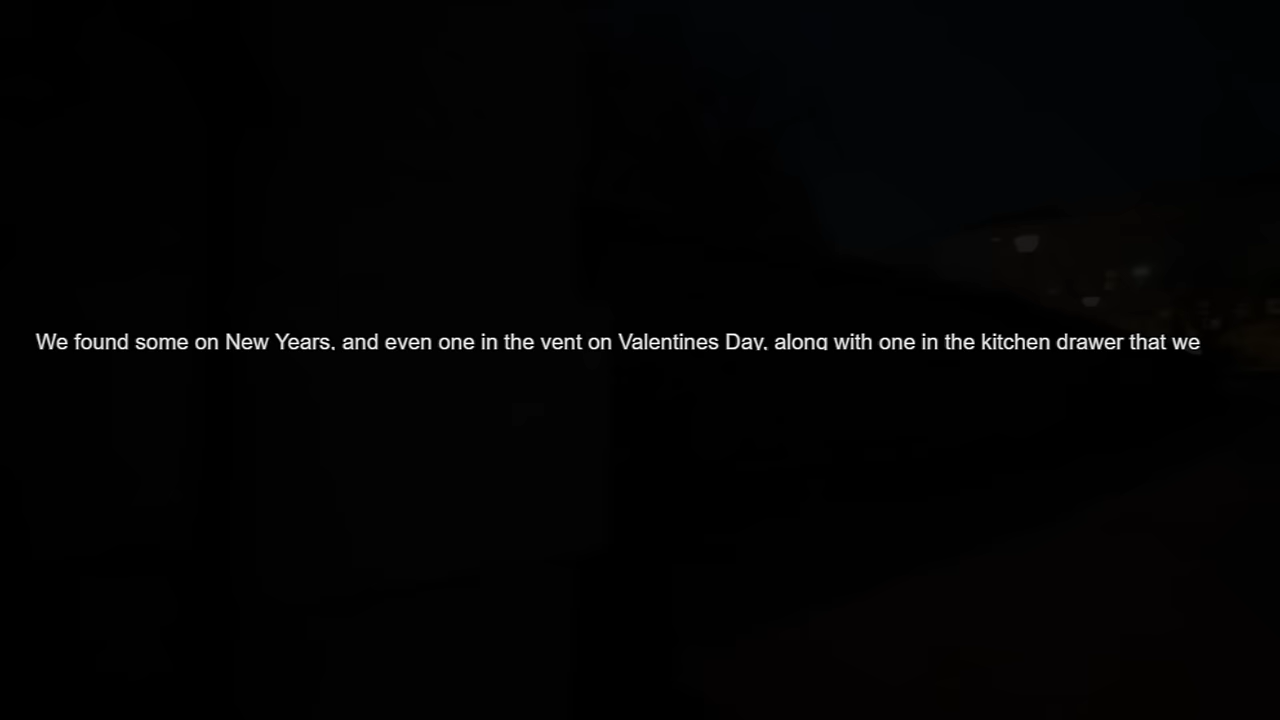 We found some on New Years, and even one in the vent on Valentines Day, along with one in the kitchen drawer that we